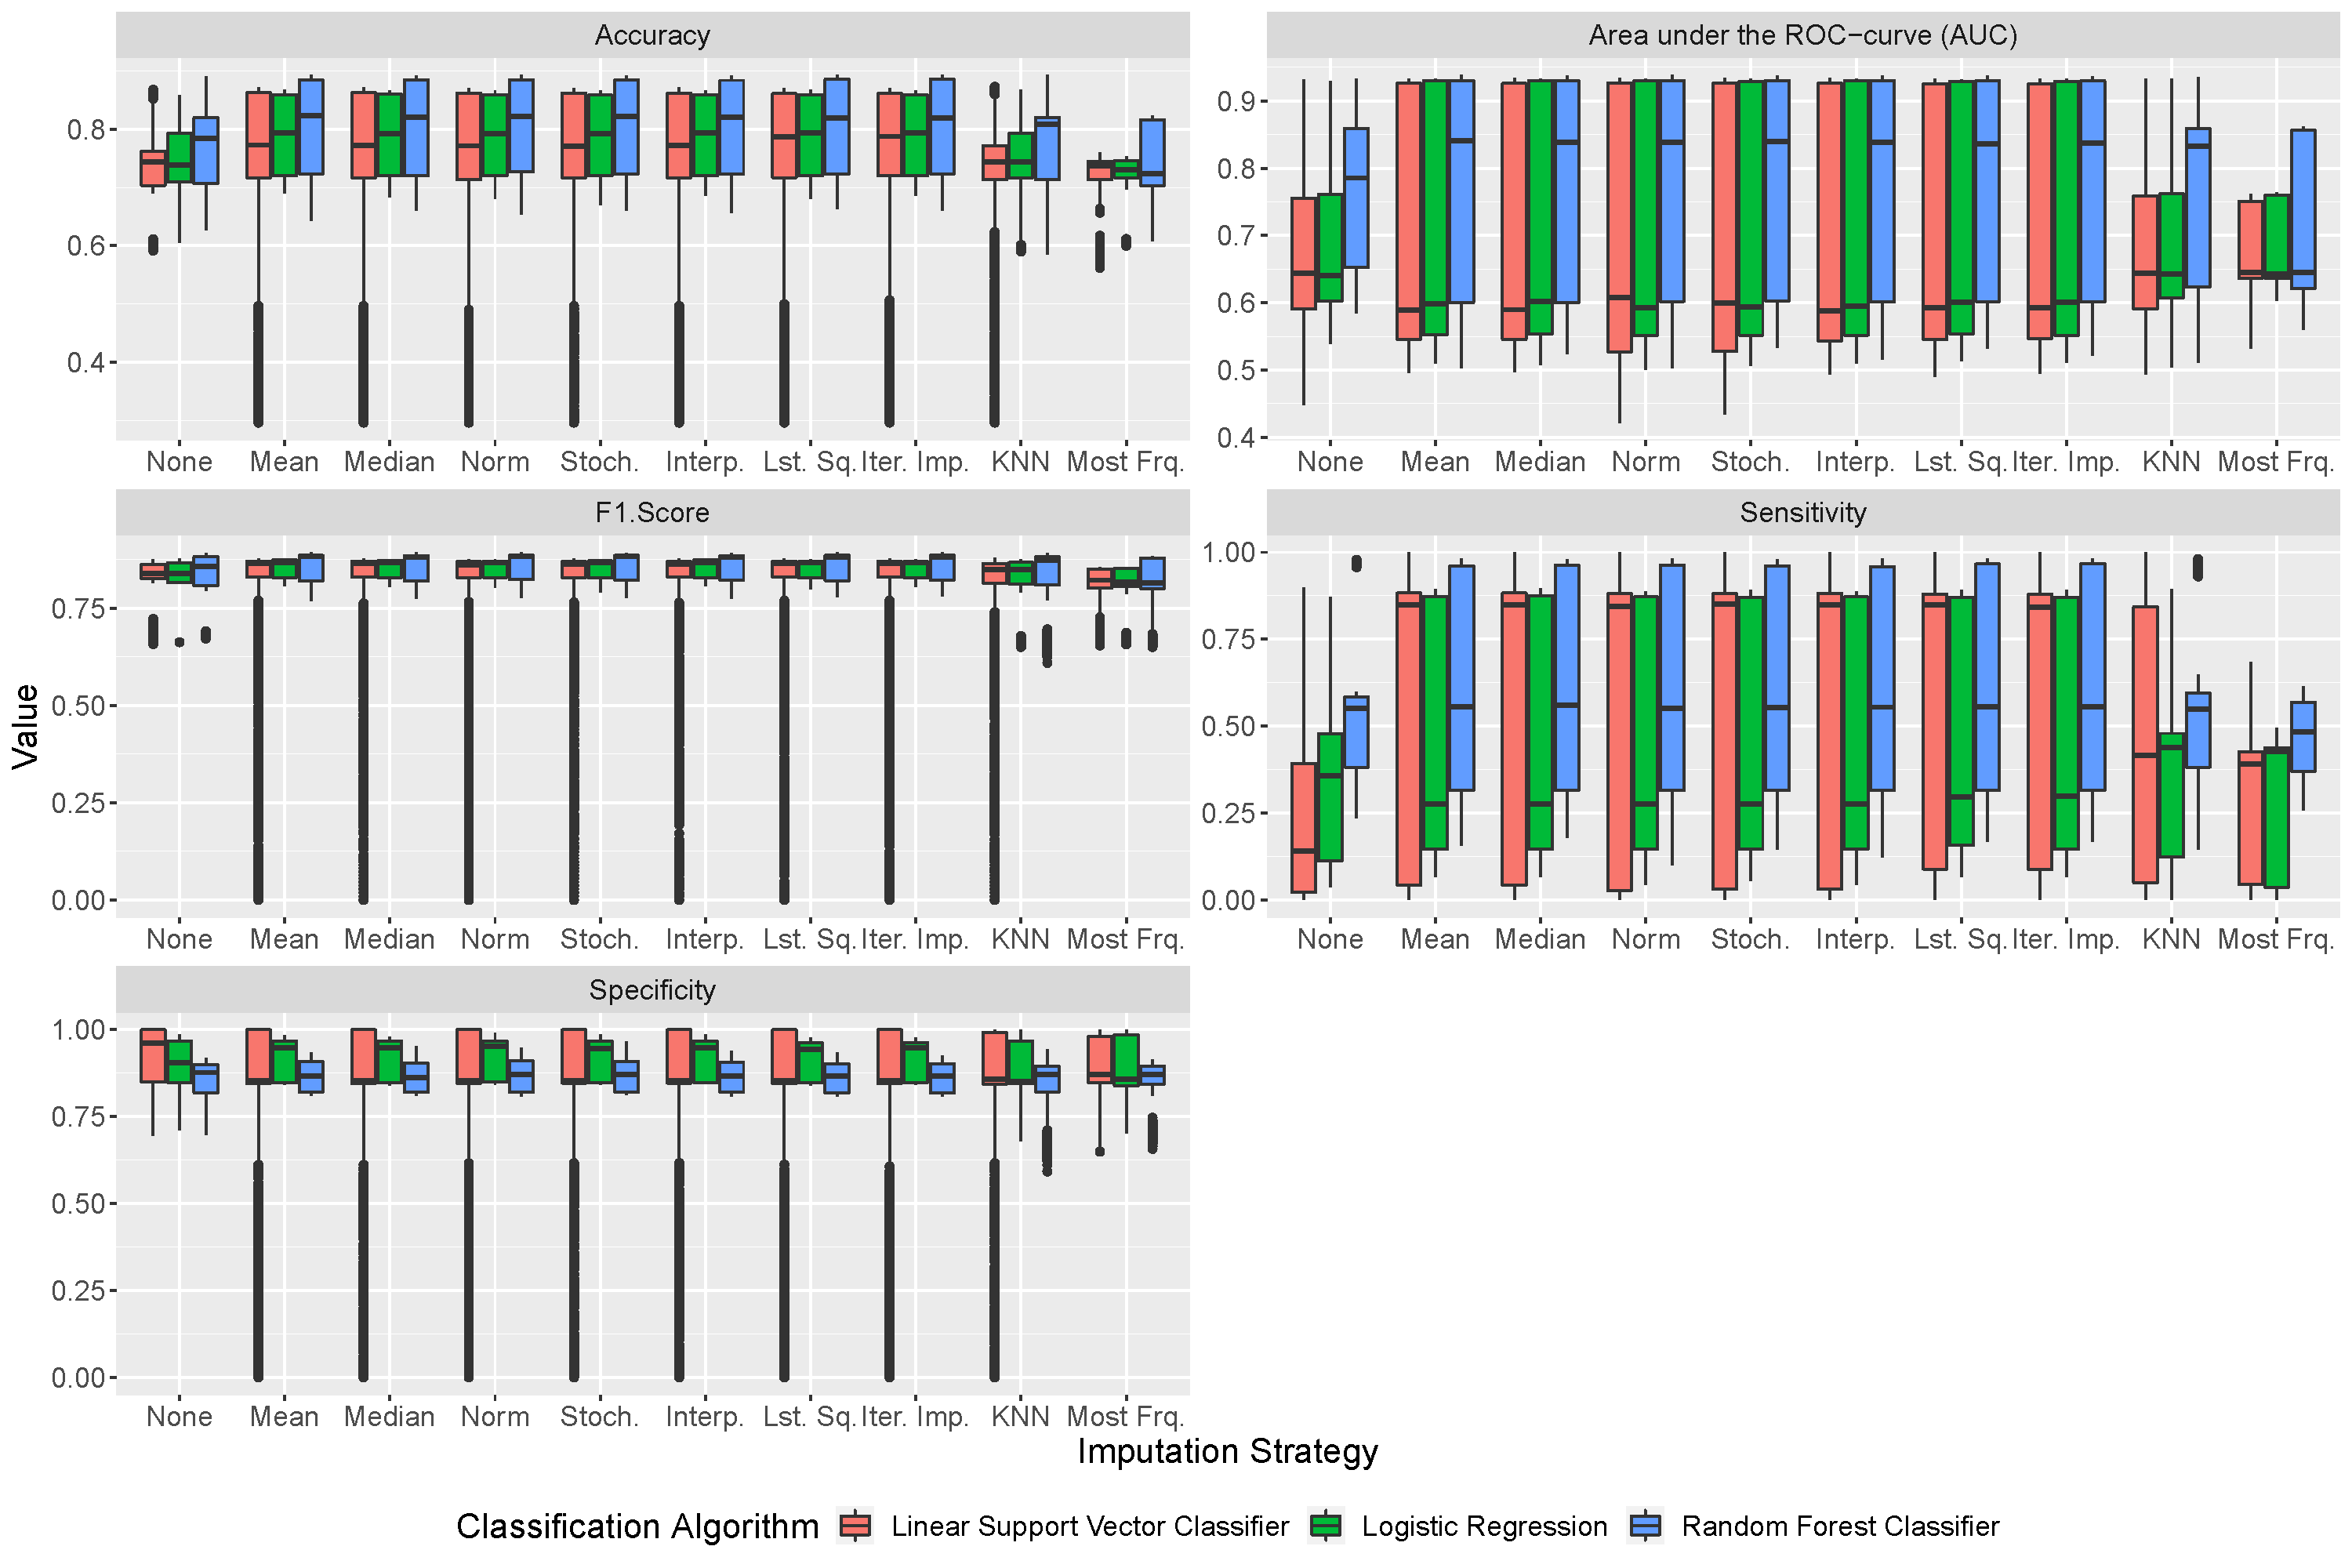 Accuracy
0.8
0.6
0.4
None Mean Median Norm Stoch. Interp. Lst. Sq. Iter. Imp. KNN Most Frq.
Area under the ROC−curve (AUC)
0.9
0.8
0.7
0.6
0.5
0.4
None Mean Median Norm Stoch. Interp. Lst. Sq. Iter. Imp. KNN Most Frq.
F1.Score
0.75
0.50
0.25
0.00
None Mean Median Norm Stoch. Interp. Lst. Sq. Iter. Imp. KNN Most Frq.
Sensitivity
1.00
0.75
0.50
0.25
0.00
None Mean Median Norm Stoch. Interp. Lst. Sq. Iter. Imp. KNN Most Frq.
Specificity
1.00
0.75
0.50
0.25
0.00
None Mean Median Norm Stoch. Interp. Lst. Sq. Iter. Imp. KNN Most Frq.
Value
Imputation Strategy
Classification Algorithm Linear Support Vector Classifier Logistic Regression Random Forest Classifier